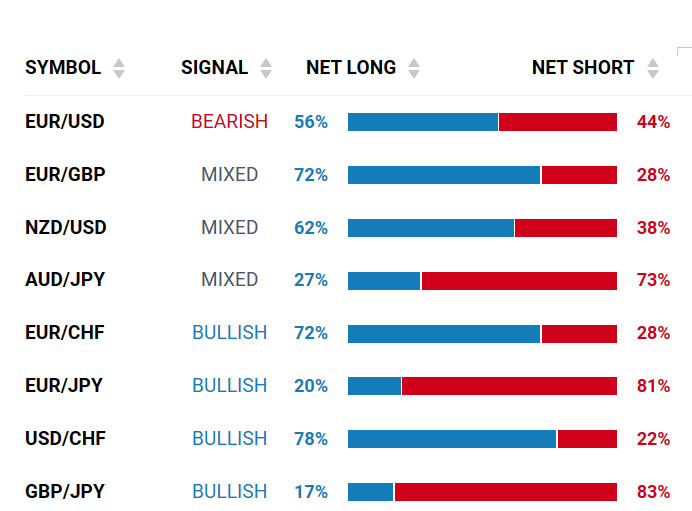 SYMBOL SIGNAL NET LONG NET SHORT
EUR/USD BEARISH 56% 44%
EUR/GBP MIXED 72% 28%
NZD/USD MIXED 62% 38%
AUD/JPY MIXED 27% 73%
EUR/CHF BULLISH 72% 28%
EUR/JPY BULLISH 20% 81%
USD/CHF BULLISH 78% 22%
GBP/JPY BULLISH 17% 83%